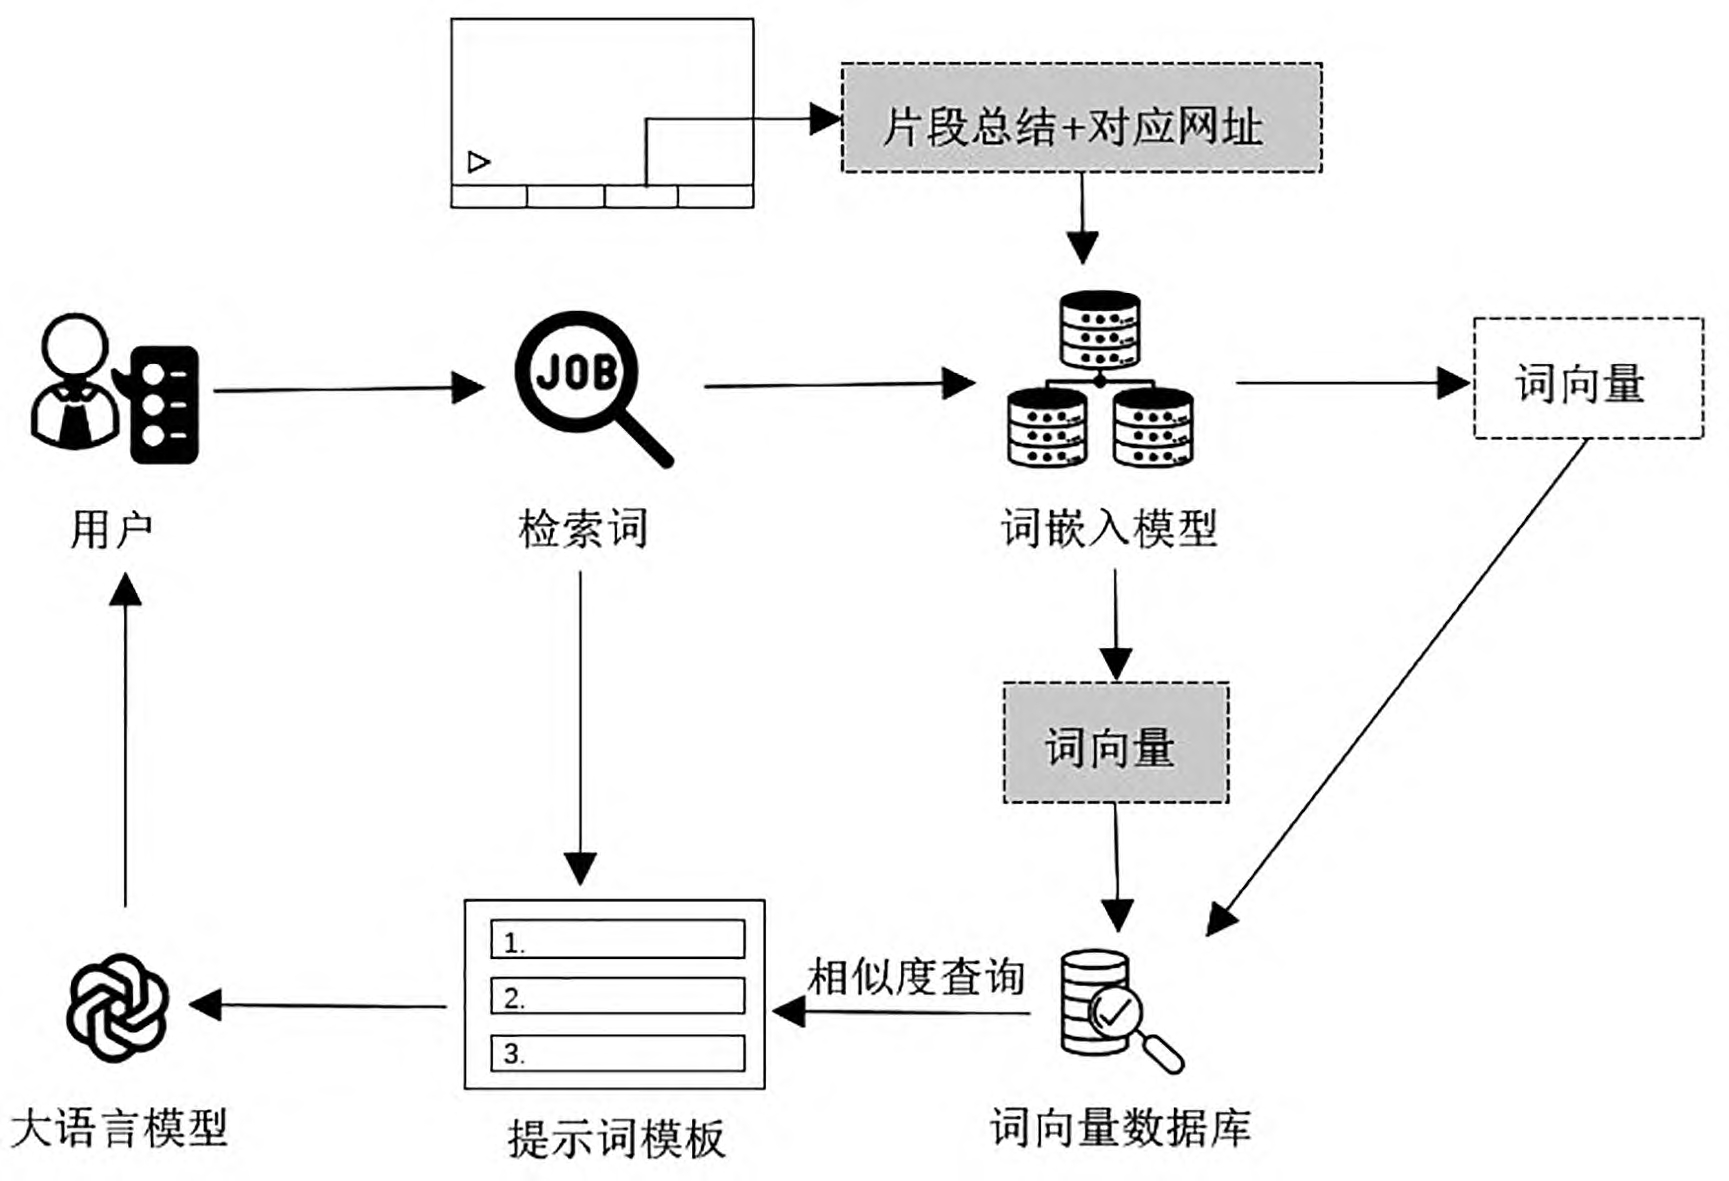 片段总结+对应网址
JOB
词向量
用户
检索词
词嵌入模型
词向量
相似度查询
1.
2.
3.
大语言模型
提示词模板
词向量数据库